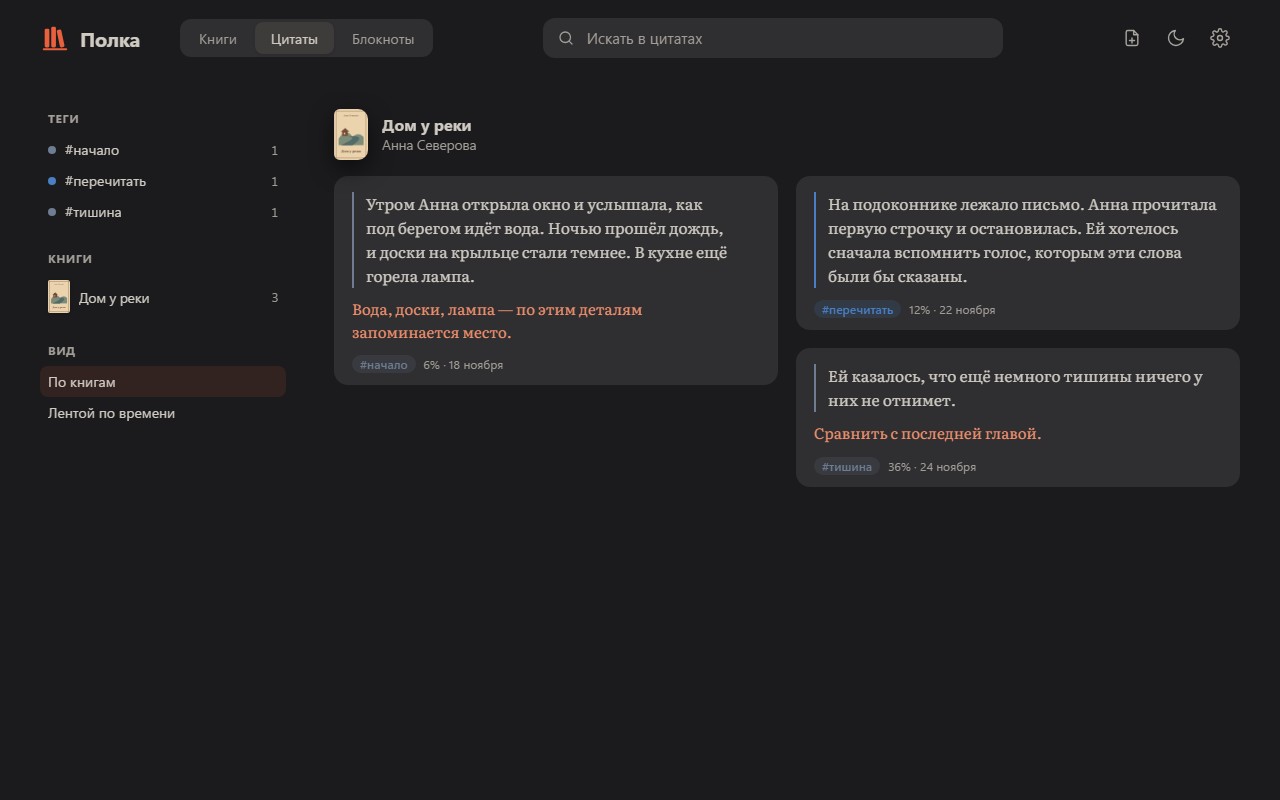 Полка
Книги
Цитаты
Блокноты
Искать в цитатах
ТЕГИ
#начало 1
#перечитать 1
#тишина 1
КНИГИ
Дом у реки 3
ВИД
По книгам
Лентой по времени
Дом у реки
Анна Северова
Утром Анна открыла окно и услышала, как
под берегом идёт вода. Ночью прошёл дождь,
и доски на крыльце стали темнее. В кухне ещё
горела лампа.
Вода, доски, лампа — по этим деталям
запоминается место.
#начало 6% · 18 ноября
На подоконнике лежало письмо. Анна прочитала
первую строчку и остановилась. Ей хотелось
сначала вспомнить голос, которым эти слова
были бы сказаны.
#перечитать 12% · 22 ноября
Ей казалось, что ещё немного тишины ничего у
них не отнимет.
Сравнить с последней главой.
#тишина 36% · 24 ноября